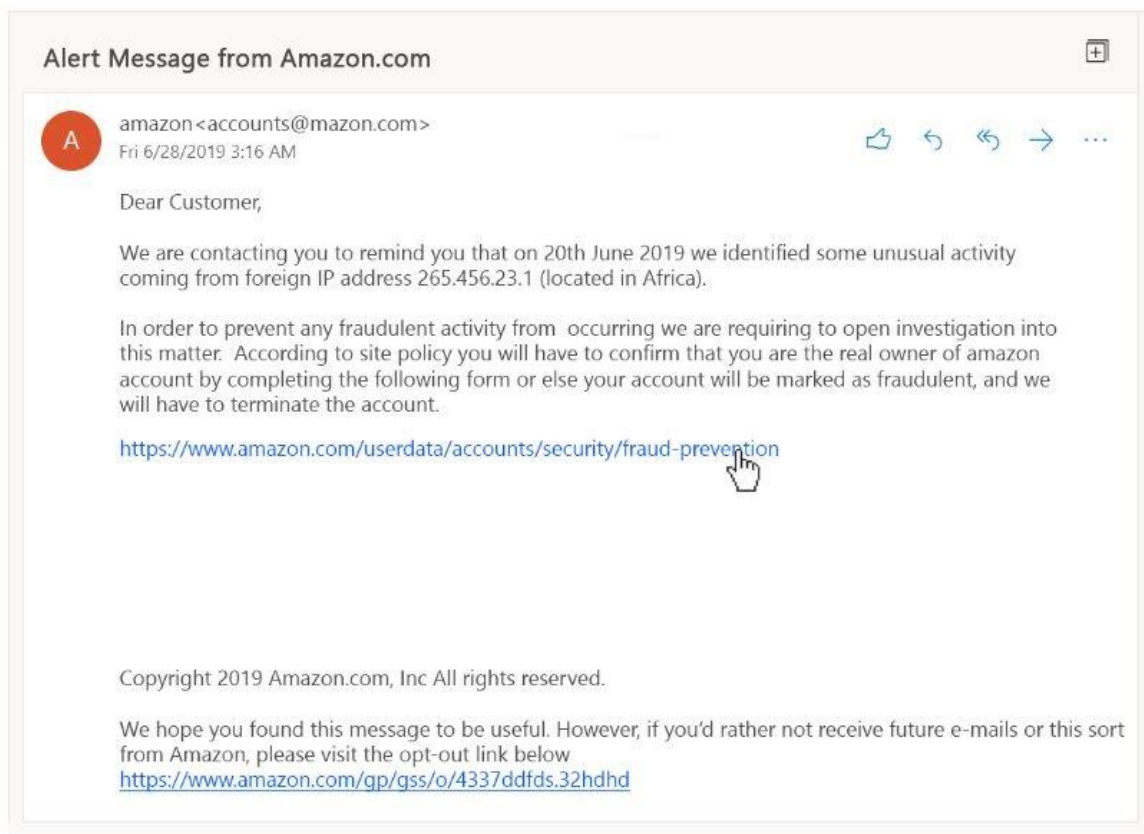 Alert Message from Amazon.com
A
amazon<accounts@mazon.com>
Fri 6/28/2019 3:16 AM
Dear Customer,
We are contacting you to remind you that on 20th June 2019 we identified some unusual activity
coming from foreign IP address 265.456.23.1 (located in Africa).
In order to prevent any fraudulent activity from  occurring we are requiring to open investigation into
this matter.  According to site policy you will have to confirm that you are the real owner of amazon
account by completing the following form or else your account will be marked as fraudulent, and we
will have to terminate the account.
https://www.amazon.com/userdata/accounts/security/fraud-prevention
Copyright 2019 Amazon.com, Inc All rights reserved.
We hope you found this message to be useful. However, if you'd rather not receive future e-mails or this sort
from Amazon, please visit the opt-out link below
https://www.amazon.com/gp/gss/o/4337ddfds.32hdhd